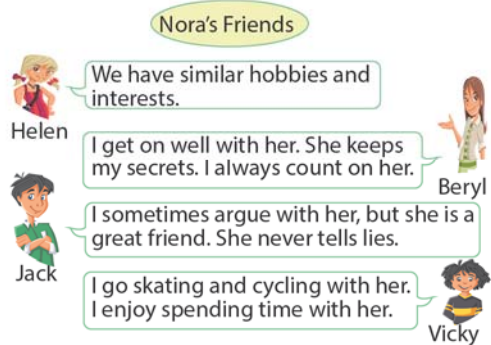 Nora's Friends
We have similar hobbies and
interests.
Helen
I get on well with her. She keeps
my secrets. I always count on her.
Beryl
I sometimes argue with her, but she is a
great friend. She never tells lies.
Jack
I go skating and cycling with her.
I enjoy spending time with her.
Vicky